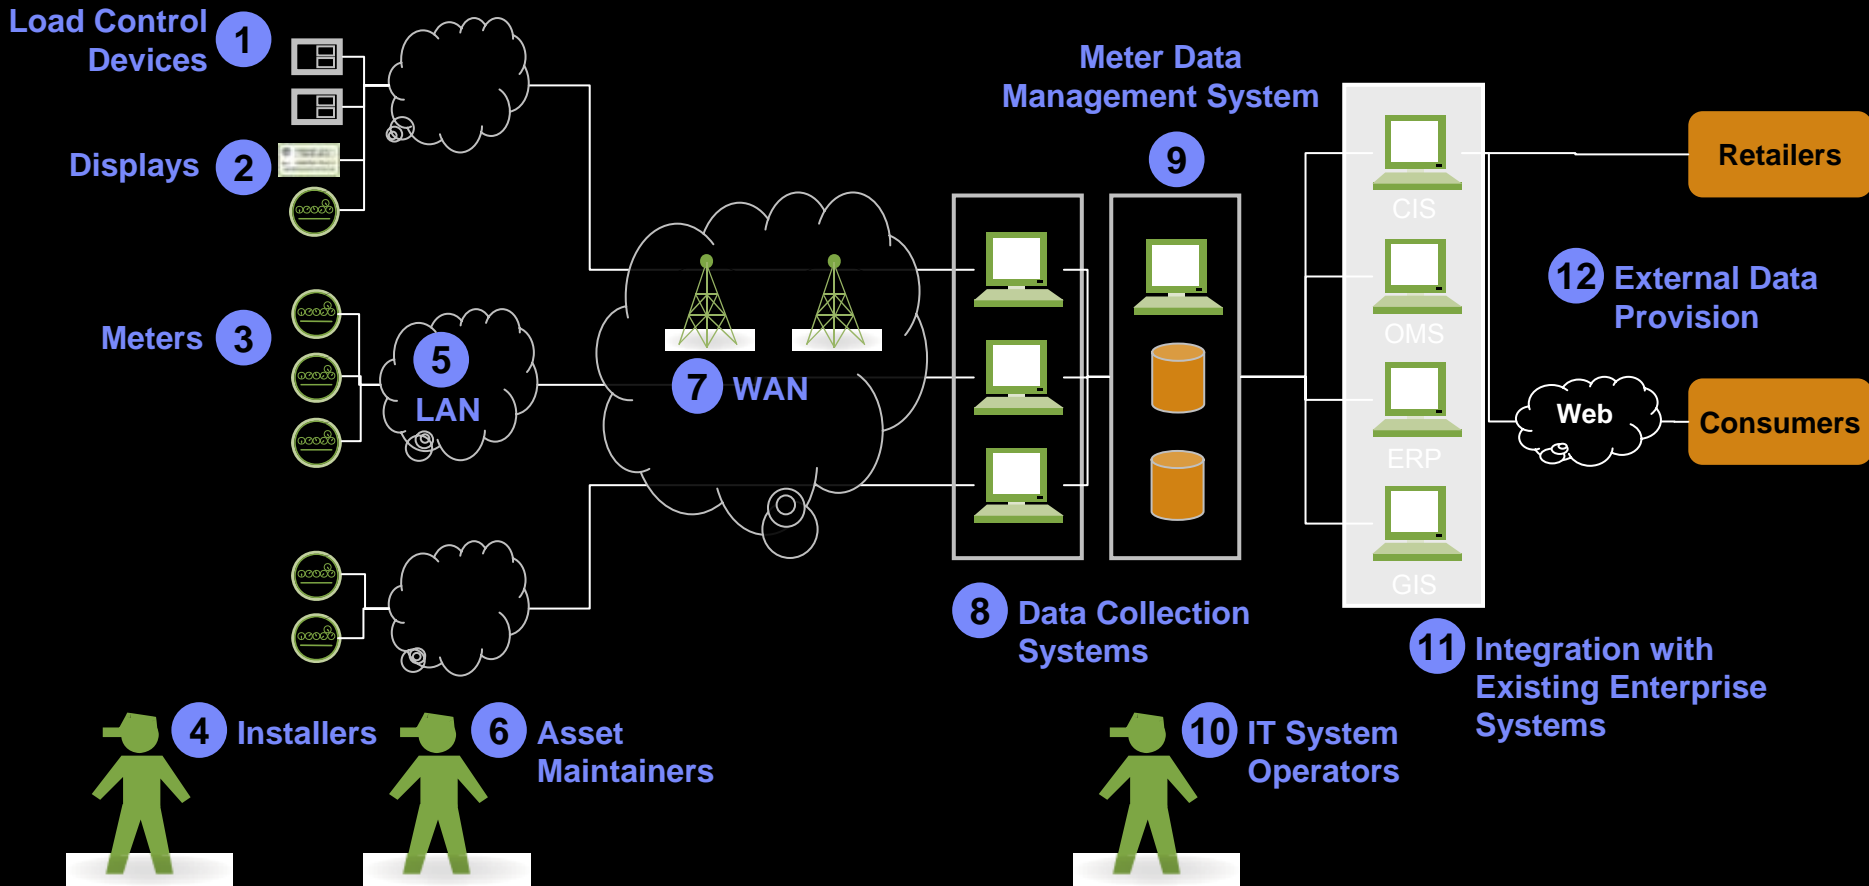 Load Control
Devices
1
Displays
2
Meters
3
5
LAN
7
WAN
Meter Data
Management System
9
CIS
OMS
ERP
GIS
Retailers
12
External Data
Provision
Web
Consumers
8
Data Collection
Systems
11
Integration with
Existing Enterprise
Systems
4
Installers
6
Asset
Maintainers
10
IT System
Operators